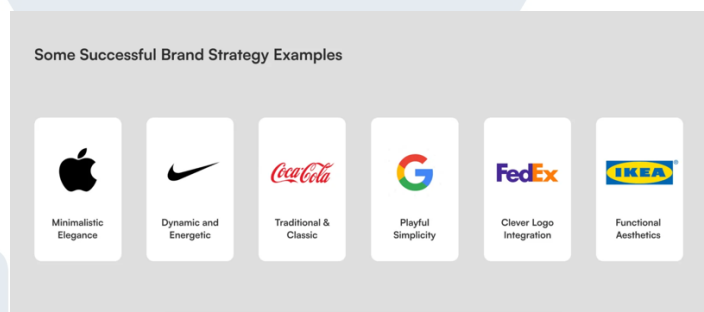 Some Successful Brand Strategy Examples
Coca-Cola
FedEx
IKEA®
Minimalistic
Elegance
Dynamic and
Energetic
Traditional &
Classic
Playful
Simplicity
Clever Logo
Integration
Functional
Aesthetics